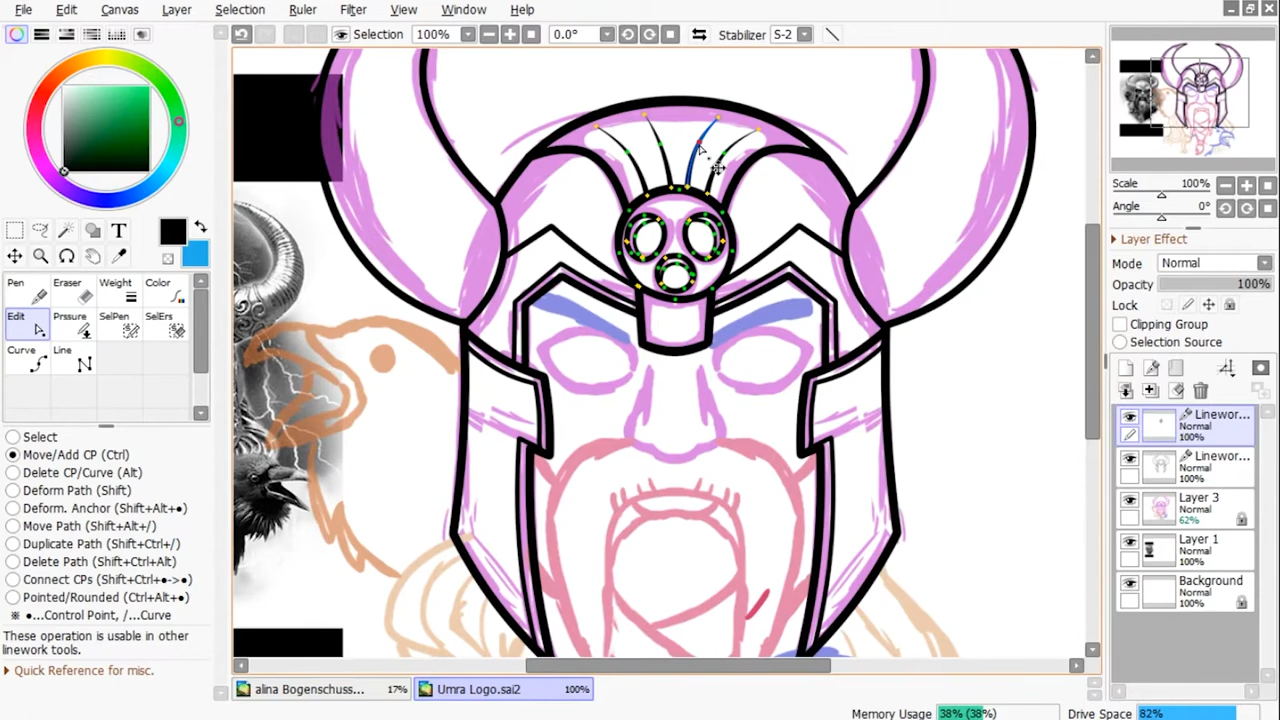 File Edit Canvas Layer Selection Ruler Filter View Window Help
Selection 100% 0.0° Stabilizer S-2
T
Pen Eraser Weight Color
Edit Prssure SelPen SelErs
Curve Line
Select
Move/Add CP (Ctrl)
Delete CP/Curve (Alt)
Deform Path (Shift)
Deform. Anchor (Shift+Alt+●)
Move Path (Shift+Alt+/)
Duplicate Path (Shift+Ctrl+/)
Delete Path (Alt+Ctrl+/)
Connect CPs (Shift+Ctrl+●->●)
Pointed/Rounded (Ctrl+Alt+●)
※ ●...Control Point, /...Curve
These operation is usable in other
linework tools.
Quick Reference for misc.
Scale 100%
Angle 0°
Layer Effect
Mode Normal
Opacity 100%
Lock
Clipping Group
Selection Source
Linewor...
Normal
100%
Linewor...
Normal
100%
Layer 3
Normal
62%
Layer 1
Normal
100%
Background
Normal
100%
alina Bogenschuss... 17% Umra Logo.sai2 100%
Memory Usage 38% (38%) Drive Space 82%